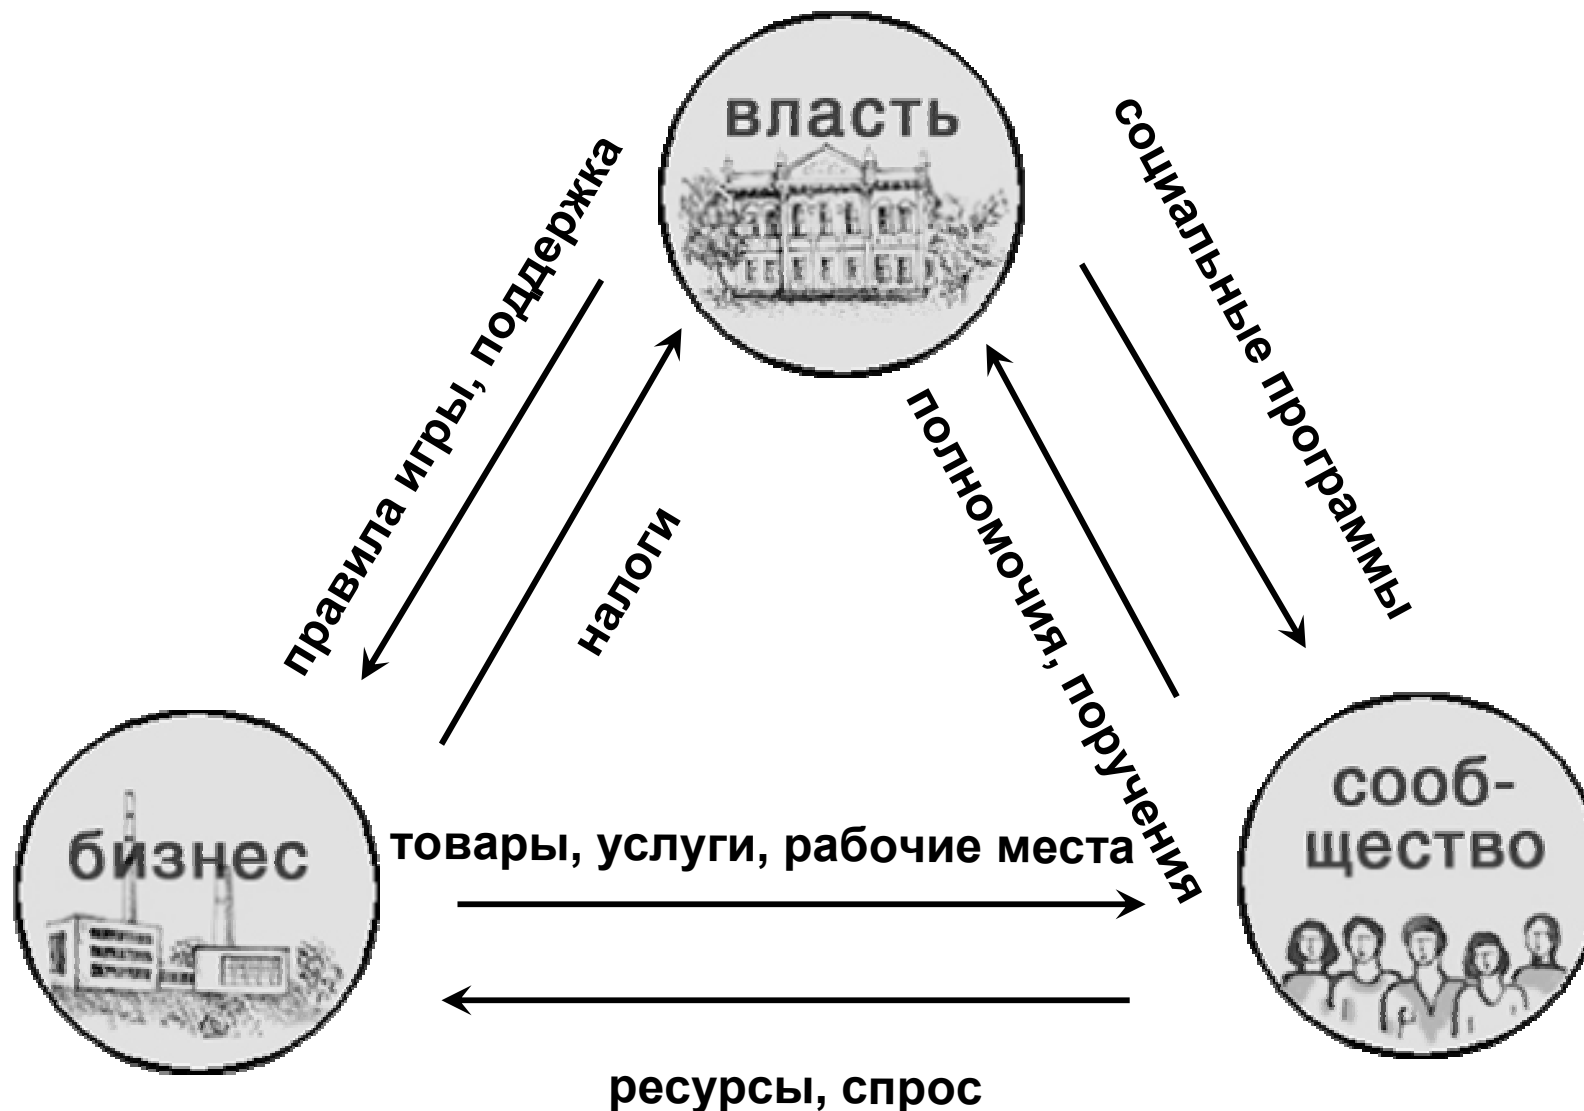 власть
социальные программы
правила игры, поддержка
налоги
полномочия, поручения
бизнес
товары, услуги, рабочие места
сооб-
щество
ресурсы, спрос